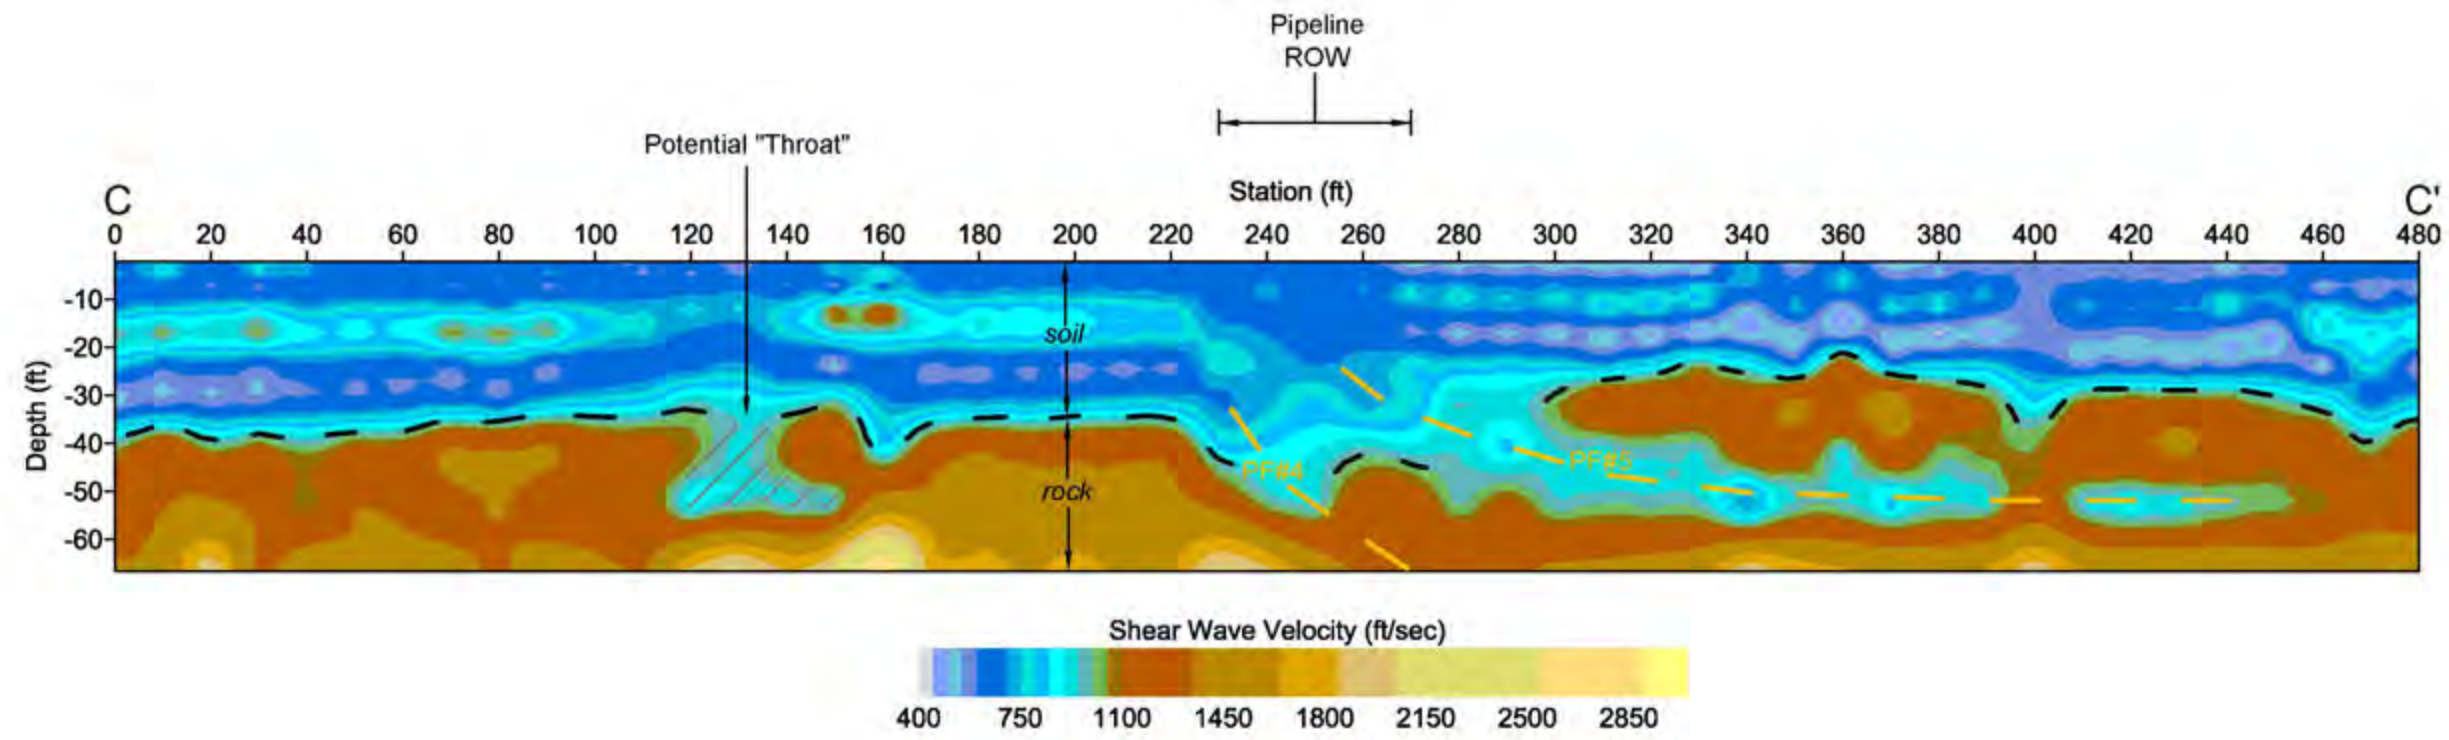 Pipeline
ROW
Potential "Throat"
Station (ft)
C
C'
0 20 40 60 80 100 120 140 160 180 200 220 240 260 280 300 320 340 360 380 400 420 440 460 480
Depth (ft)
-10
-20
-30
-40
-50
-60
soil
rock
PF#4
PF#5
Shear Wave Velocity (ft/sec)
400 750 1100 1450 1800 2150 2500 2850